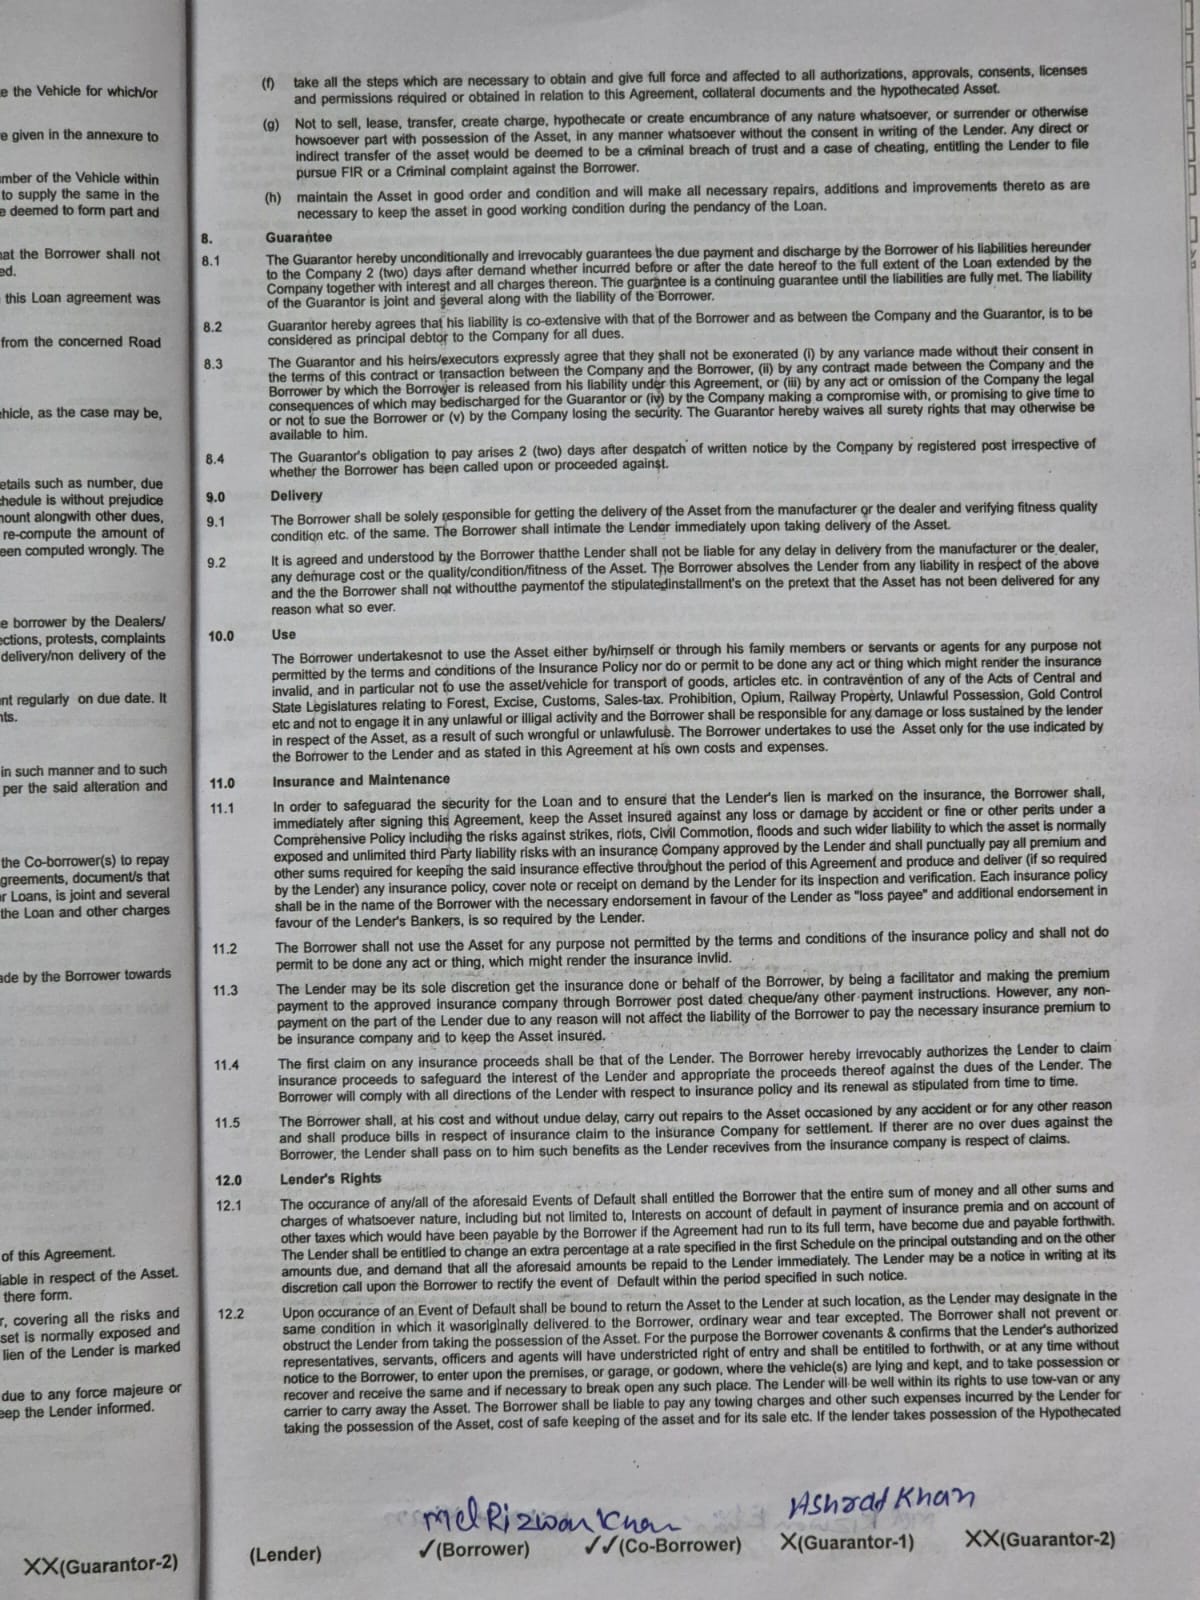 e the Vehicle for which/or
e given in the annexure to
mber of the Vehicle within
to supply the same in the
e deemed to form part and
at the Borrower shall not
ed.
this Loan agreement was
from the concerned Road
ehicle, as the case may be,
etails such as number, due
chedule is without prejudice
nount alongwith other dues,
re-compute the amount of
een computed wrongly. The
e borrower by the Dealers/
ections, protests, complaints
delivery/non delivery of the
nt regularly on due date. It
nts.
in such manner and to such
per the said alteration and
the Co-borrower(s) to repay
greements, document/s that
r Loans, is joint and several
the Loan and other charges
ade by the Borrower towards
of this Agreement.
iable in respect of the Asset.
there form.
r, covering all the risks and
set is normally exposed and
lien of the Lender is marked
due to any force majeure or
eep the Lender informed.
XX(Guarantor-2)
(f) take all the steps which are necessary to obtain and give full force and affected to all authorizations, approvals, consents, licenses
and permissions required or obtained in relation to this Agreement, collateral documents and the hypothecated Asset.
(g) Not to sell, lease, transfer, create charge, hypothecate or create encumbrance of any nature whatsoever, or surrender or otherwise
howsoever part with possession of the Asset, in any manner whatsoever without the consent in writing of the Lender. Any direct or
indirect transfer of the asset would be deemed to be a criminal breach of trust and a case of cheating, entitling the Lender to file
pursue FIR or a Criminal complaint against the Borrower.
(h) maintain the Asset in good order and condition and will make all necessary repairs, additions and improvements thereto as are
necessary to keep the asset in good working condition during the pendancy of the Loan.
8. Guarantee
8.1 The Guarantor hereby unconditionally and irrevocably guarantees the due payment and discharge by the Borrower of his liabilities hereunder
to the Company 2 (two) days after demand whether incurred before or after the date hereof to the full extent of the Loan extended by the
Company together with interest and all charges thereon. The guarantee is a continuing guarantee until the liabilities are fully met. The liability
of the Guarantor is joint and several along with the liability of the Borrower.
8.2 Guarantor hereby agrees that his liability is co-extensive with that of the Borrower and as between the Company and the Guarantor, is to be
considered as principal debtor to the Company for all dues.
8.3 The Guarantor and his heirs/executors expressly agree that they shall not be exonerated (i) by any variance made without their consent in
the terms of this contract or transaction between the Company and the Borrower, (ii) by any contract made between the Company and the
Borrower by which the Borrower is released from his liability under this Agreement, or (iii) by any act or omission of the Company the legal
consequences of which may bedischarged for the Guarantor or (iv) by the Company making a compromise with, or promising to give time to
or not to sue the Borrower or (v) by the Company losing the security. The Guarantor hereby waives all surety rights that may otherwise be
available to him.
8.4 The Guarantor's obligation to pay arises 2 (two) days after despatch of written notice by the Company by registered post irrespective of
whether the Borrower has been called upon or proceeded against.
9.0 Delivery
9.1 The Borrower shall be solely responsible for getting the delivery of the Asset from the manufacturer or the dealer and verifying fitness quality
condition etc. of the same. The Borrower shall intimate the Lender immediately upon taking delivery of the Asset.
9.2 It is agreed and understood by the Borrower thatthe Lender shall not be liable for any delay in delivery from the manufacturer or the dealer,
any demurage cost or the quality/condition/fitness of the Asset. The Borrower absolves the Lender from any liability in respect of the above
and the the Borrower shall not withoutthe paymentof the stipulatedinstallment's on the pretext that the Asset has not been delivered for any
reason what so ever.
10.0 Use
The Borrower undertakesnot to use the Asset either by/himself or through his family members or servants or agents for any purpose not
permitted by the terms and conditions of the Insurance Policy nor do or permit to be done any act or thing which might render the insurance
invalid, and in particular not to use the asset/vehicle for transport of goods, articles etc. in contravention of any of the Acts of Central and
State Legislatures relating to Forest, Excise, Customs, Sales-tax. Prohibition, Opium, Railway Property, Unlawful Possession, Gold Control
etc and not to engage it in any unlawful or illigal activity and the Borrower shall be responsible for any damage or loss sustained by the lender
in respect of the Asset, as a result of such wrongful or unlawfuluse. The Borrower undertakes to use the Asset only for the use indicated by
the Borrower to the Lender and as stated in this Agreement at his own costs and expenses.
11.0 Insurance and Maintenance
11.1 In order to safeguarad the security for the Loan and to ensure that the Lender's lien is marked on the insurance, the Borrower shall,
immediately after signing this Agreement, keep the Asset insured against any loss or damage by accident or fine or other perits under a
Comprehensive Policy including the risks against strikes, riots, Civil Commotion, floods and such wider liability to which the asset is normally
exposed and unlimited third Party liability risks with an insurance Company approved by the Lender and shall punctually pay all premium and
other sums required for keeping the said insurance effective throughout the period of this Agreement and produce and deliver (if so required
by the Lender) any insurance policy, cover note or receipt on demand by the Lender for its inspection and verification. Each insurance policy
shall be in the name of the Borrower with the necessary endorsement in favour of the Lender as "loss payee" and additional endorsement in
favour of the Lender's Bankers, is so required by the Lender.
11.2 The Borrower shall not use the Asset for any purpose not permitted by the terms and conditions of the insurance policy and shall not do
permit to be done any act or thing, which might render the insurance invlid.
11.3 The Lender may be its sole discretion get the insurance done or behalf of the Borrower, by being a facilitator and making the premium
payment to the approved insurance company through Borrower post dated cheque/any other payment instructions. However, any non-
payment on the part of the Lender due to any reason will not affect the liability of the Borrower to pay the necessary insurance premium to
be insurance company and to keep the Asset insured.
11.4 The first claim on any insurance proceeds shall be that of the Lender. The Borrower hereby irrevocably authorizes the Lender to claim
insurance proceeds to safeguard the interest of the Lender and appropriate the proceeds thereof against the dues of the Lender. The
Borrower will comply with all directions of the Lender with respect to insurance policy and its renewal as stipulated from time to time.
11.5 The Borrower shall, at his cost and without undue delay, carry out repairs to the Asset occasioned by any accident or for any other reason
and shall produce bills in respect of insurance claim to the insurance Company for settlement. If therer are no over dues against the
Borrower, the Lender shall pass on to him such benefits as the Lender recevives from the insurance company is respect of claims.
12.0 Lender's Rights
12.1 The occurance of any/all of the aforesaid Events of Default shall entitled the Borrower that the entire sum of money and all other sums and
charges of whatsoever nature, including but not limited to, Interests on account of default in payment of insurance premia and on account of
other taxes which would have been payable by the Borrower if the Agreement had run to its full term, have become due and payable forthwith.
The Lender shall be entitlied to change an extra percentage at a rate specified in the first Schedule on the principal outstanding and on the other
amounts due, and demand that all the aforesaid amounts be repaid to the Lender immediately. The Lender may be a notice in writing at its
discretion call upon the Borrower to rectify the event of Default within the period specified in such notice.
12.2 Upon occurance of an Event of Default shall be bound to return the Asset to the Lender at such location, as the Lender may designate in the
same condition in which it wasoriginally delivered to the Borrower, ordinary wear and tear excepted. The Borrower shall not prevent or
obstruct the Lender from taking the possession of the Asset. For the purpose the Borrower covenants & confirms that the Lender's authorized
representatives, servants, officers and agents will have understricted right of entry and shall be entitiled to forthwith, or at any time without
notice to the Borrower, to enter upon the premises, or garage, or godown, where the vehicle(s) are lying and kept, and to take possession or
recover and receive the same and if necessary to break open any such place. The Lender will be well within its rights to use tow-van or any
carrier to carry away the Asset. The Borrower shall be liable to pay any towing charges and other such expenses incurred by the Lender for
taking the possession of the Asset, cost of safe keeping of the asset and for its sale etc. If the lender takes possession of the Hypothecated
Md Rizwan Khan Ashraf Khan
(Lender) ✓(Borrower) ✓✓(Co-Borrower) X(Guarantor-1) XX(Guarantor-2)